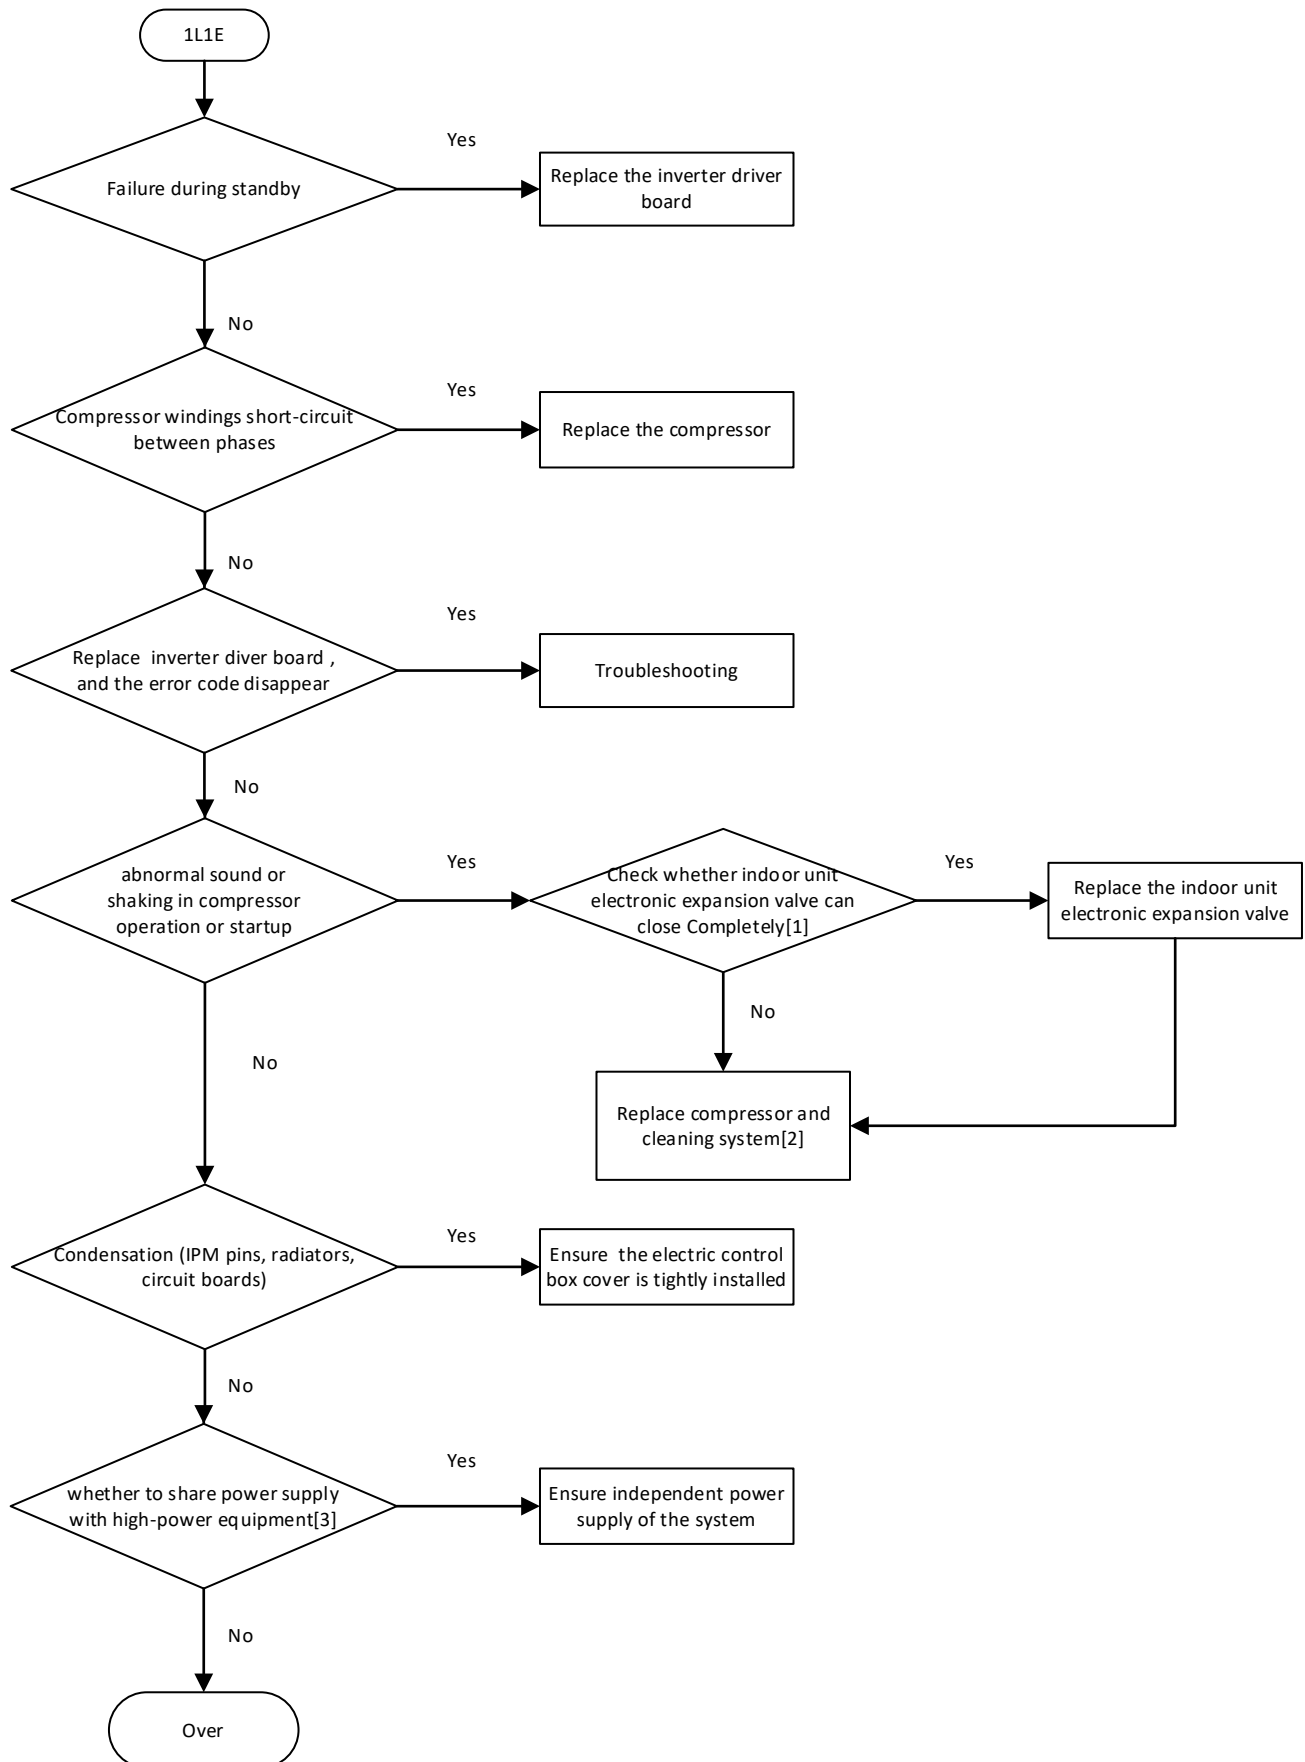 1L1E
Yes
Failure during standby
Replace the inverter driver
board
No
Yes
Compressor windings short-circuit
between phases
Replace the compressor
No
Yes
Replace inverter diver board ,
and the error code disappear
Troubleshooting
No
Yes
abnormal sound or
shaking in compressor
operation or startup
Check whether indoor unit
electronic expansion valve can
close Completely[1]
Yes
Replace the indoor unit
electronic expansion valve
No
No
Replace compressor and
cleaning system[2]
Yes
Condensation (IPM pins, radiators,
circuit boards)
Ensure the electric control
box cover is tightly installed
No
Yes
whether to share power supply
with high-power equipment[3]
Ensure independent power
supply of the system
No
Over